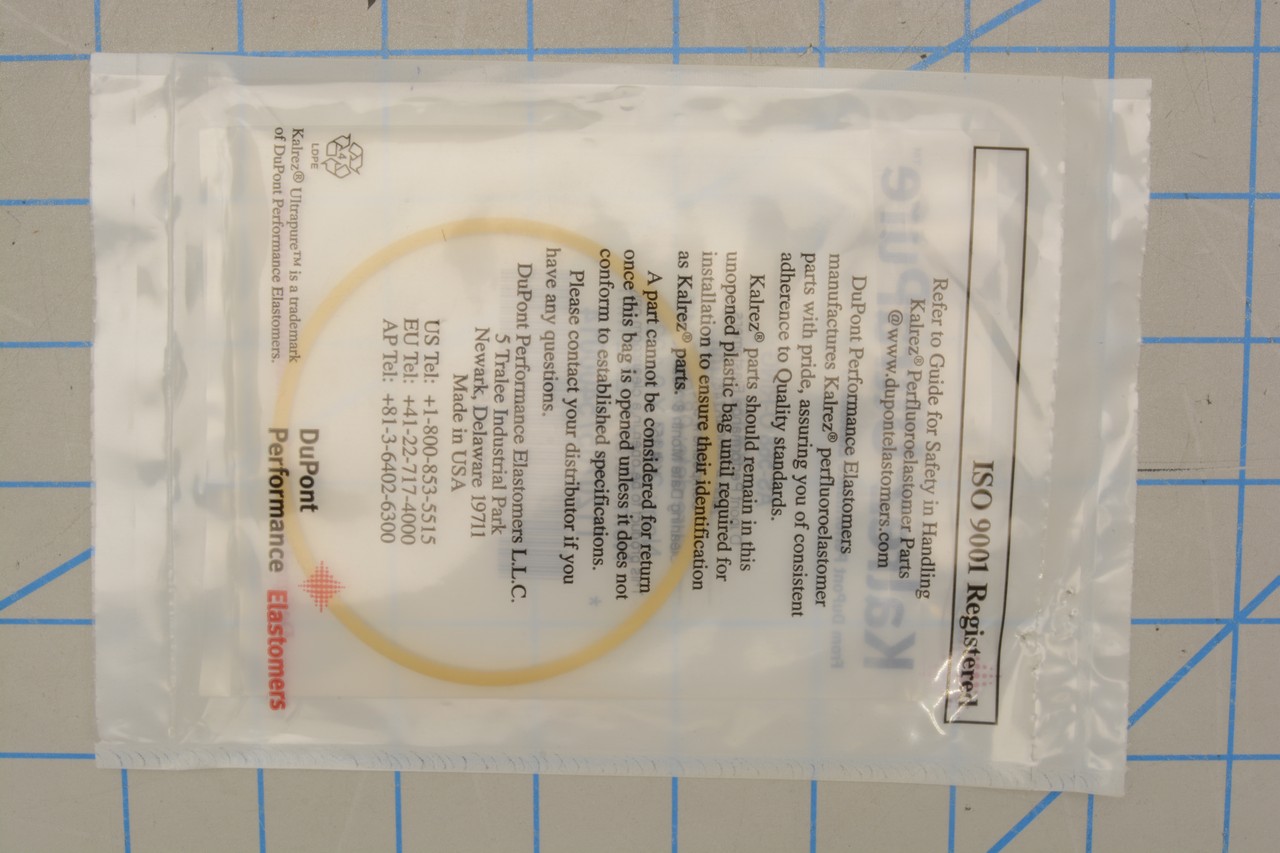 ISO 9001 Registered
Refer to Guide for Safety in Handling
Kalrez® Perfluoroelastomer Parts
@www.dupontelastomers.com
DuPont Performance Elastomers
manufactures Kalrez® perfluoroelastomer
parts with pride, assuring you of consistent
adherence to Quality standards.
Kalrez® parts should remain in this
unopened plastic bag until required for
installation to ensure their identification
as Kalrez® parts.
A part cannot be considered for return
once this bag is opened unless it does not
conform to established specifications.
Please contact your distributor if you
have any questions.
DuPont Performance Elastomers L.L.C.
5 Tralee Industrial Park
Newark, Delaware 19711
Made in USA
US Tel: +1-800-853-5515
EU Tel: +41-22-717-4000
AP Tel: +81-3-6402-6300
4
LDPE
Kalrez® Ultrapure™ is a trademark
of DuPont Performance Elastomers.
DuPont
Performance Elastomers